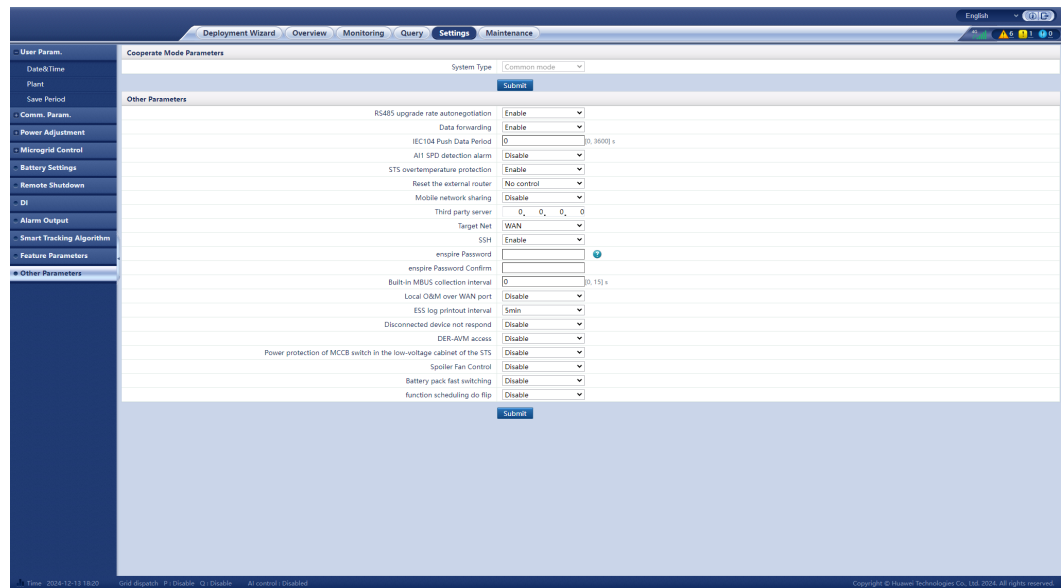 English
Deployment Wizard Overview Monitoring Query Settings Maintenance
4G 6 1 0
User Param.
Date&Time
Plant
Save Period
Comm. Param.
Power Adjustment
Microgrid Control
Battery Settings
Remote Shutdown
DI
Alarm Output
Smart Tracking Algorithm
Feature Parameters
Other Parameters
Cooperate Mode Parameters
System Type Common mode
Submit
Other Parameters
RS485 upgrade rate autonegotiation Enable
Data forwarding Enable
IEC104 Push Data Period 0 [0, 3600] s
AI1 SPD detection alarm Disable
STS overtemperature protection Enable
Reset the external router No control
Mobile network sharing Disable
Third party server 0. 0. 0. 0
Target Net WAN
SSH Enable
enspire Password ?
enspire Password Confirm
Built-in MBUS collection interval 0 [0, 15] s
Local O&M over WAN port Disable
ESS log printout interval 5min
Disconnected device not respond Disable
DER-AVM access Disable
Power protection of MCCB switch in the low-voltage cabinet of the STS Disable
Spoiler Fan Control Disable
Battery pack fast switching Disable
function scheduling do flip Disable
Submit
Time 2024-12-13 18:20 Grid dispatch P : Disable Q : Disable AI control : Disabled Copyright © Huawei Technologies Co., Ltd. 2024. All rights reserved.